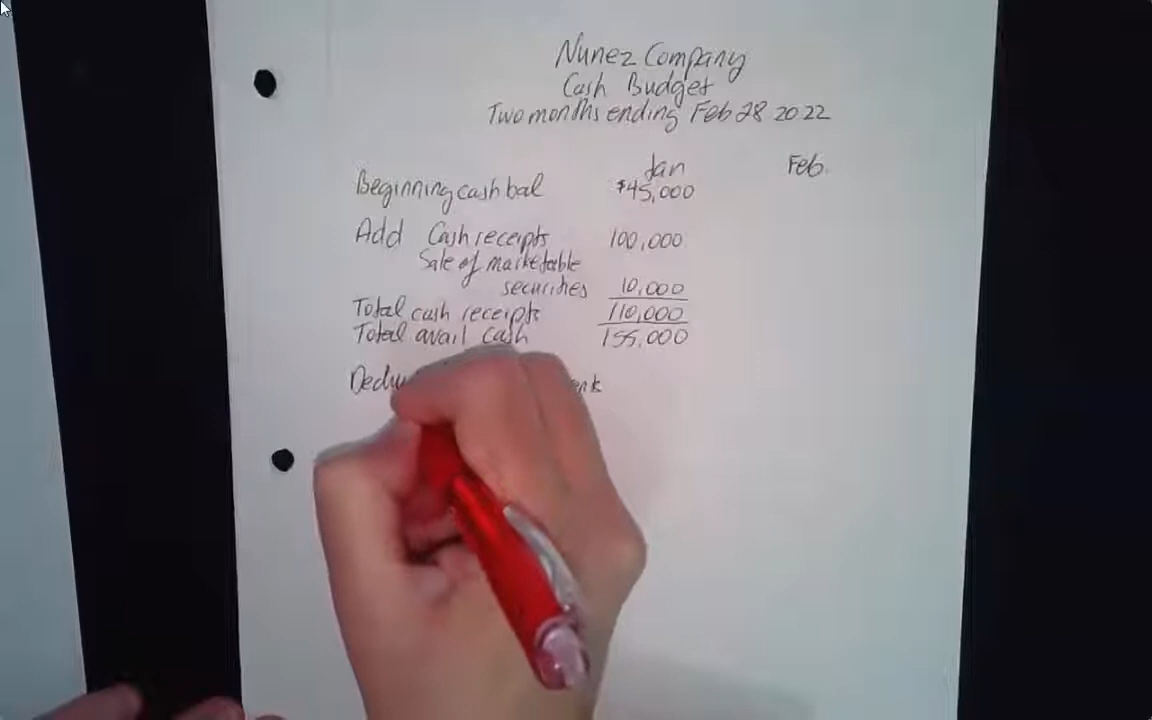 Nunez Company
Cash Budget
Two months ending Feb 28 2022
Jan Feb.
Beginning cash bal $45,000
Add Cash receipts 100,000
Sale of marketable
securities 10,000
Total cash receipts 110,000
Total avail cash 155,000